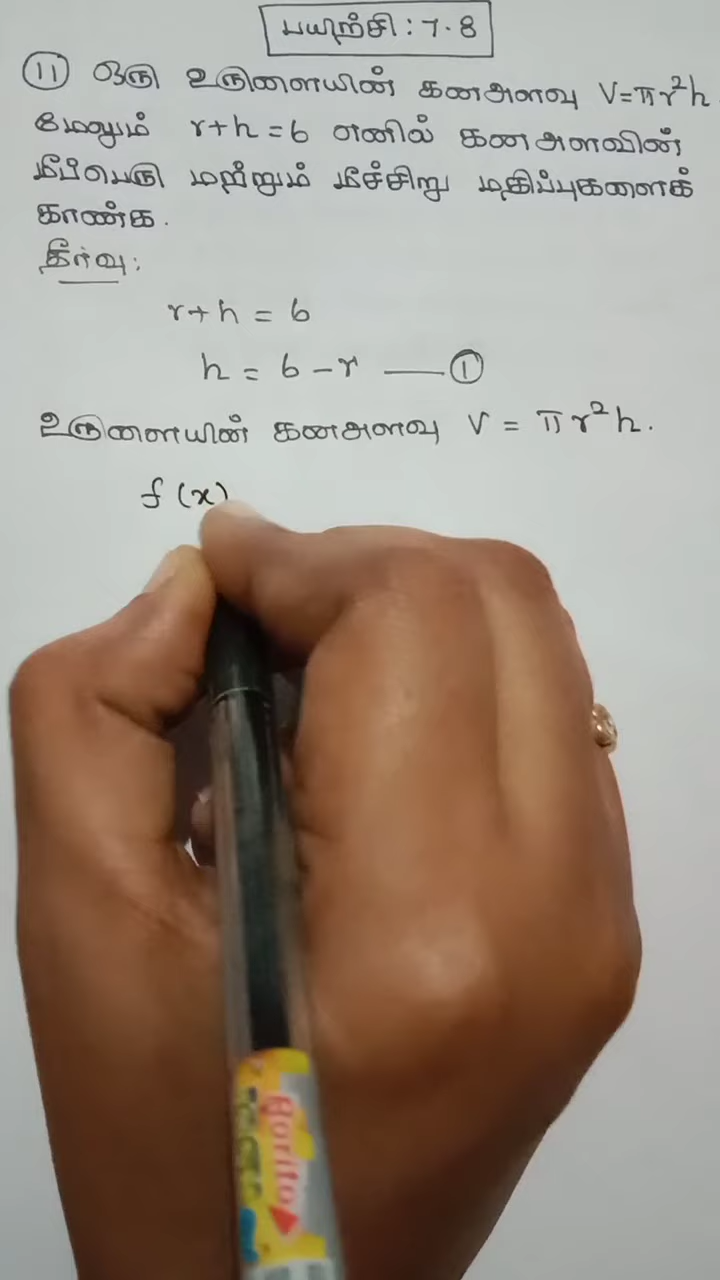 பயிற்சி : 7.8
⑪ ஒரு உருளையின் கனஅளவு V=πr²h
மேலும் r+h=6 எனில் கனஅளவின்
மீப்பெரு மற்றும் மீச்சிறு மதிப்புகளைக்
காண்க.
தீர்வு:
r+h = 6
h = 6-r —— ①
உருளையின் கனஅளவு V = πr²h.
f(x)